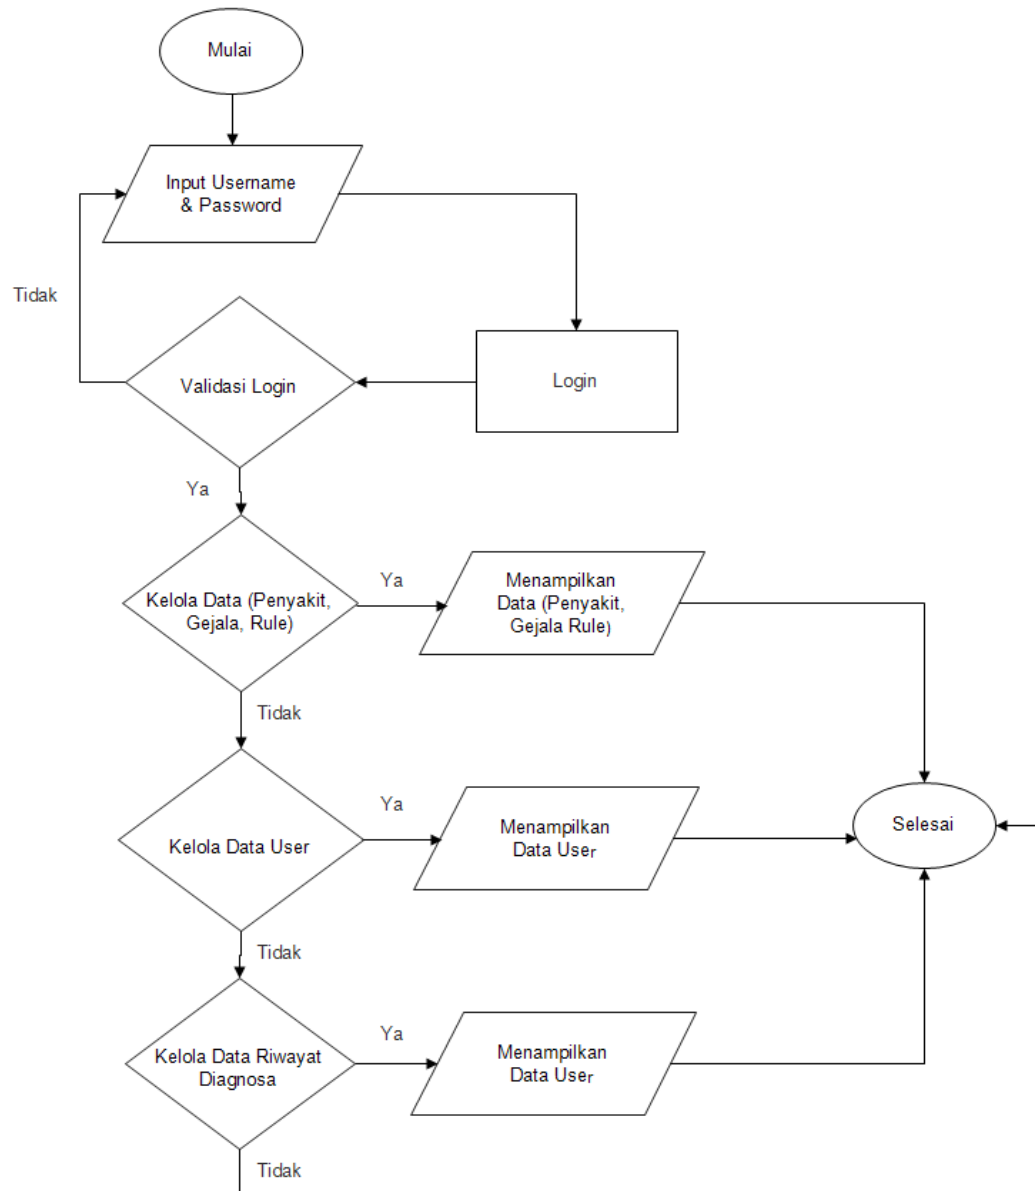 Mulai
Input Username
& Password
Tidak
Validasi Login
Login
Ya
Kelola Data (Penyakit,
Gejala, Rule)
Ya
Menampilkan
Data (Penyakit,
Gejala Rule)
Tidak
Kelola Data User
Ya
Menampilkan
Data User
Selesai
Tidak
Kelola Data Riwayat
Diagnosa
Ya
Menampilkan
Data User
Tidak